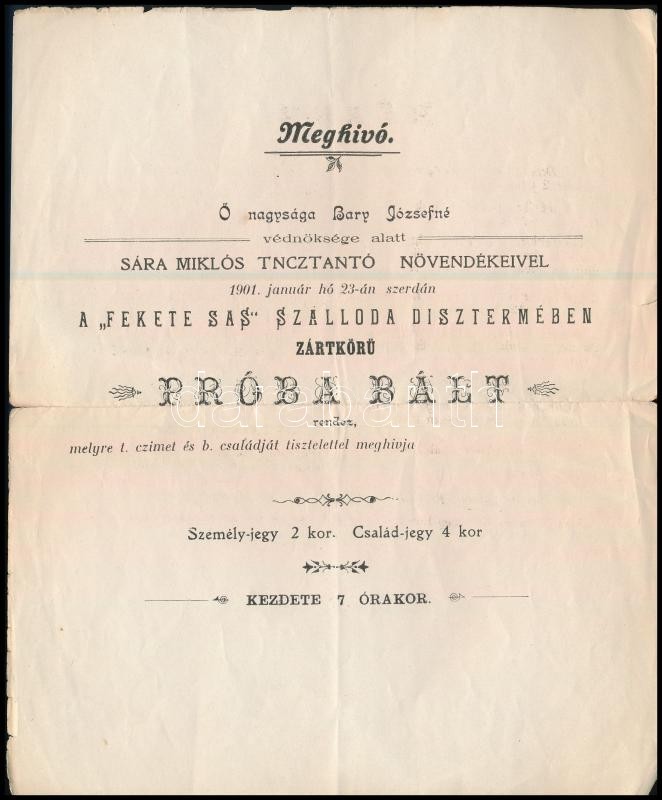 Meghivó.
Ő nagysága Bary Józsefné
védnöksége alatt
SÁRA MIKLÓS TNCZTANTÓ NÖVENDÉKEIVEL
1901. január hó 23-án szerdán
A „FEKETE SAS“ SZÁLLODA DISZTERMÉBEN
ZÁRTKÖRÜ
PRÓBA BÁLT
rendez,
melyre t. czimet és b. családját tisztelettel meghivja
Személy-jegy 2 kor. Család-jegy 4 kor
KEZDETE 7 ÓRAKOR.
darabanth